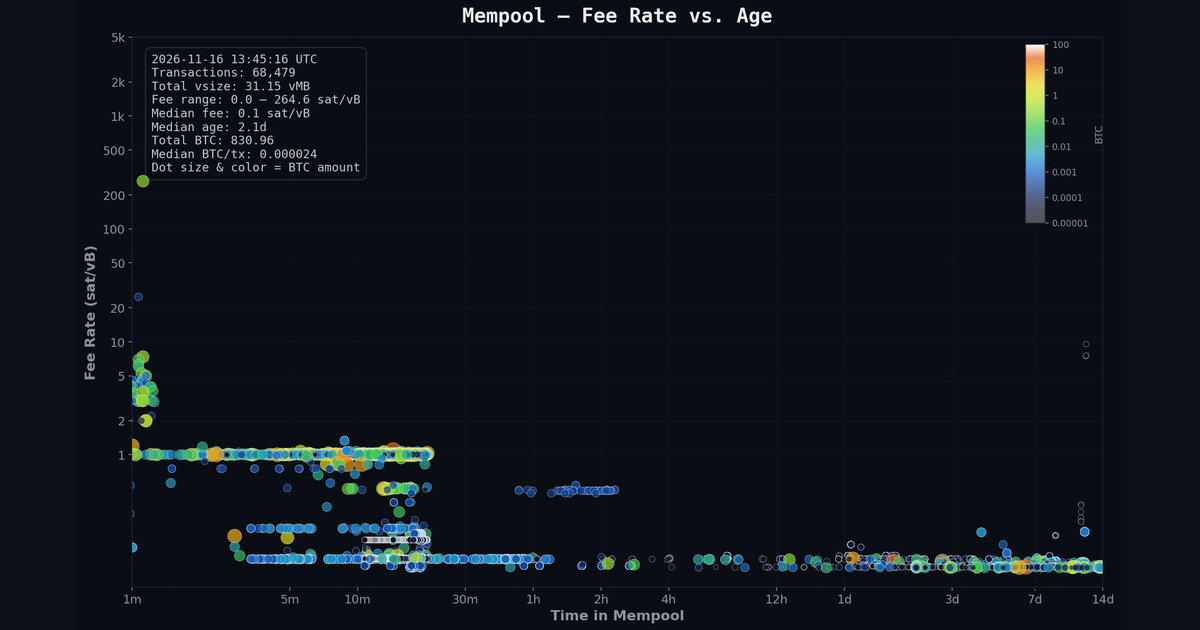 Mempool — Fee Rate vs. Age
2026-11-16 13:45:16 UTC
Transactions: 68,479
Total vsize: 31.15 vMB
Fee range: 0.0 — 264.6 sat/vB
Median fee: 0.1 sat/vB
Median age: 2.1d
Total BTC: 830.96
Median BTC/tx: 0.000024
Dot size & color = BTC amount
5k
2k
1k
500
200
100
50
20
10
5
2
1
Fee Rate (sat/vB)
100
10
1
0.1
0.01
0.001
0.0001
0.00001
BTC
1m
5m
10m
30m
1h
2h
4h
12h
1d
3d
7d
14d
Time in Mempool